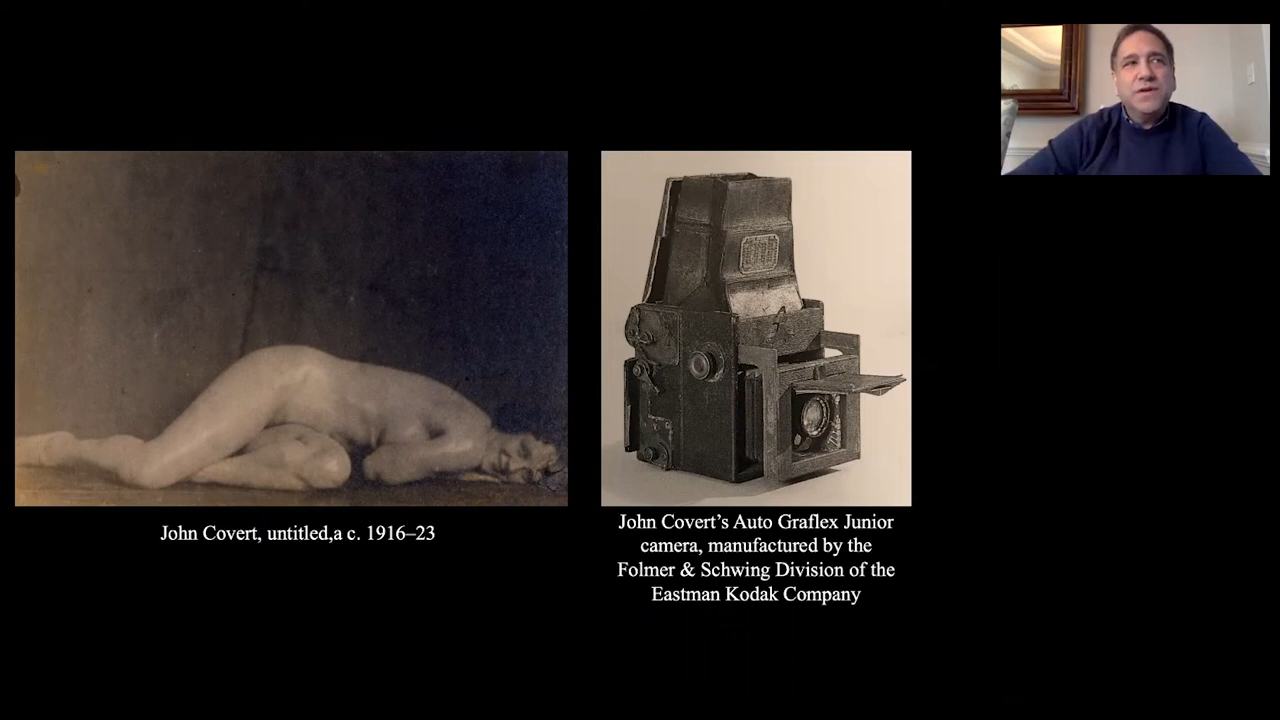 John Covert, untitled,a c. 1916–23
John Covert's Auto Graflex Junior
camera, manufactured by the
Folmer & Schwing Division of the
Eastman Kodak Company